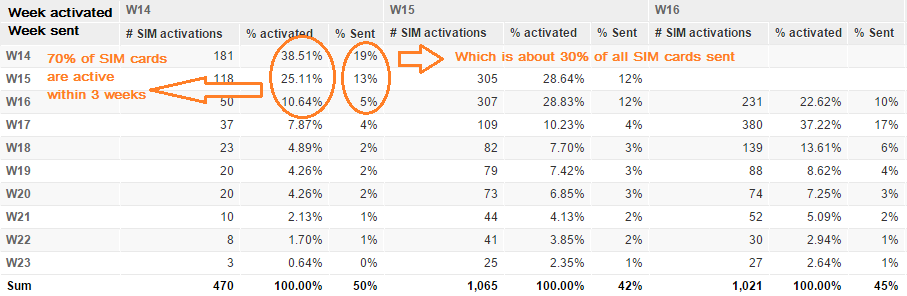 Week activated W14 W15 W16
Week sent # SIM activations % activated % Sent # SIM activations % activated % Sent # SIM activations % activated % Sent
W14 181 38.51% 19%
70% of SIM cards are active within 3 weeks
Which is about 30% of all SIM cards sent
W15 118 25.11% 13% 305 28.64% 12%
W16 50 10.64% 5% 307 28.83% 12% 231 22.62% 10%
W17 37 7.87% 4% 109 10.23% 4% 380 37.22% 17%
W18 23 4.89% 2% 82 7.70% 3% 139 13.61% 6%
W19 20 4.26% 2% 79 7.42% 3% 88 8.62% 4%
W20 20 4.26% 2% 73 6.85% 3% 74 7.25% 3%
W21 10 2.13% 1% 44 4.13% 2% 52 5.09% 2%
W22 8 1.70% 1% 41 3.85% 2% 30 2.94% 1%
W23 3 0.64% 0% 25 2.35% 1% 27 2.64% 1%
Sum 470 100.00% 50% 1,065 100.00% 42% 1,021 100.00% 45%